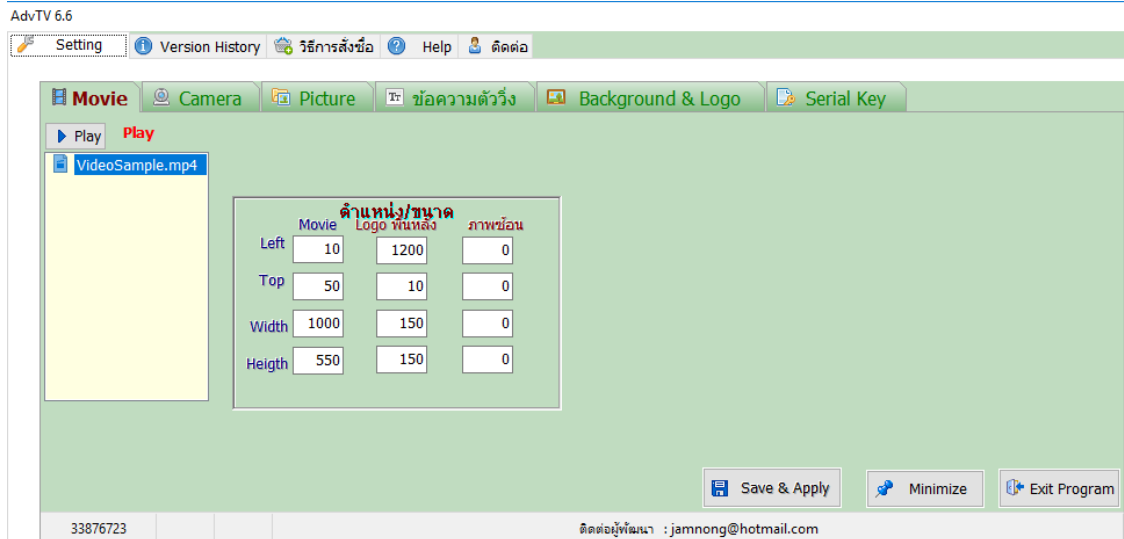 AdvTV 6.6
Setting Version History วิธีการสั่งซื้อ Help ติดต่อ
Movie Camera Picture ข้อความตัววิ่ง Background & Logo Serial Key
Play Play
VideoSample.mp4
ตำแหน่ง/ขนาด
Movie Logo พื้นหลัง ภาพซ้อน
Left 10 1200 0
Top 50 10 0
Width 1000 150 0
Heigth 550 150 0
Save & Apply Minimize Exit Program
33876723 ติดต่อผู้พัฒนา : jamnong@hotmail.com